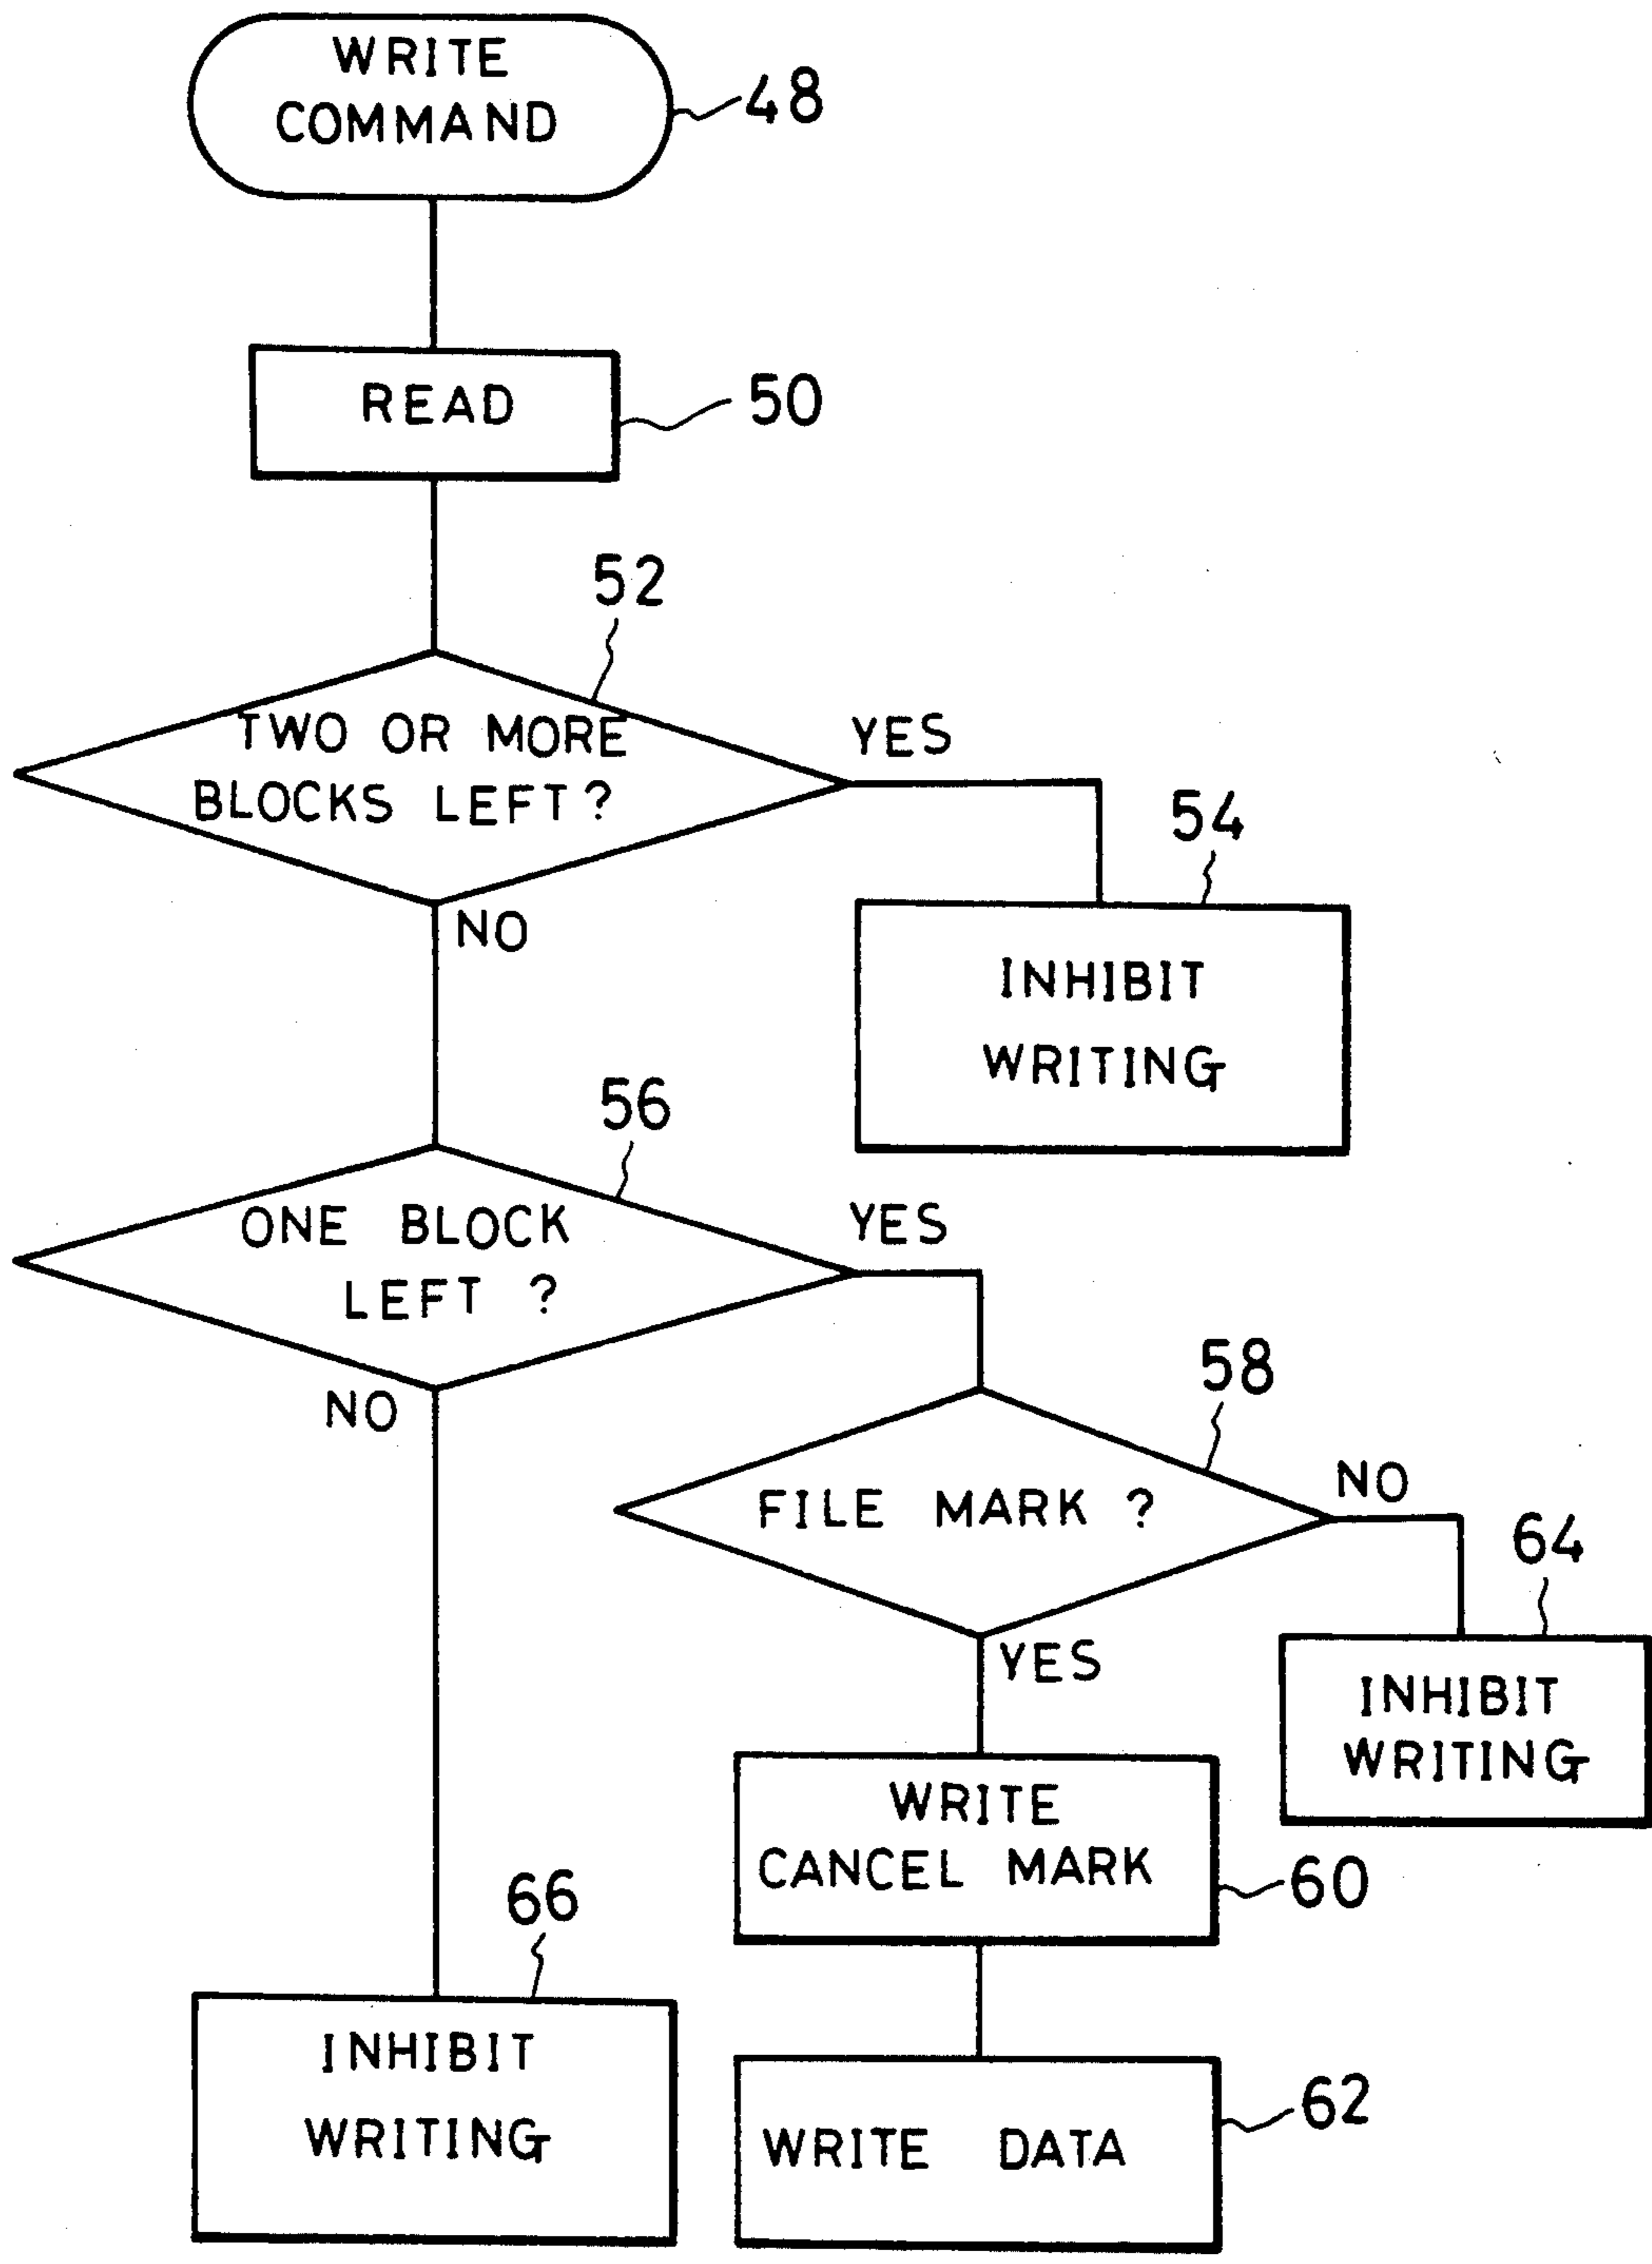 WRITE
COMMAND
48
READ
50
52
TWO OR MORE
BLOCKS LEFT?
YES
54
NO
INHIBIT
WRITING
56
ONE BLOCK
LEFT ?
YES
58
NO
FILE MARK ?
NO
64
YES
INHIBIT
WRITING
WRITE
CANCEL MARK
60
66
INHIBIT
WRITING
62
WRITE DATA